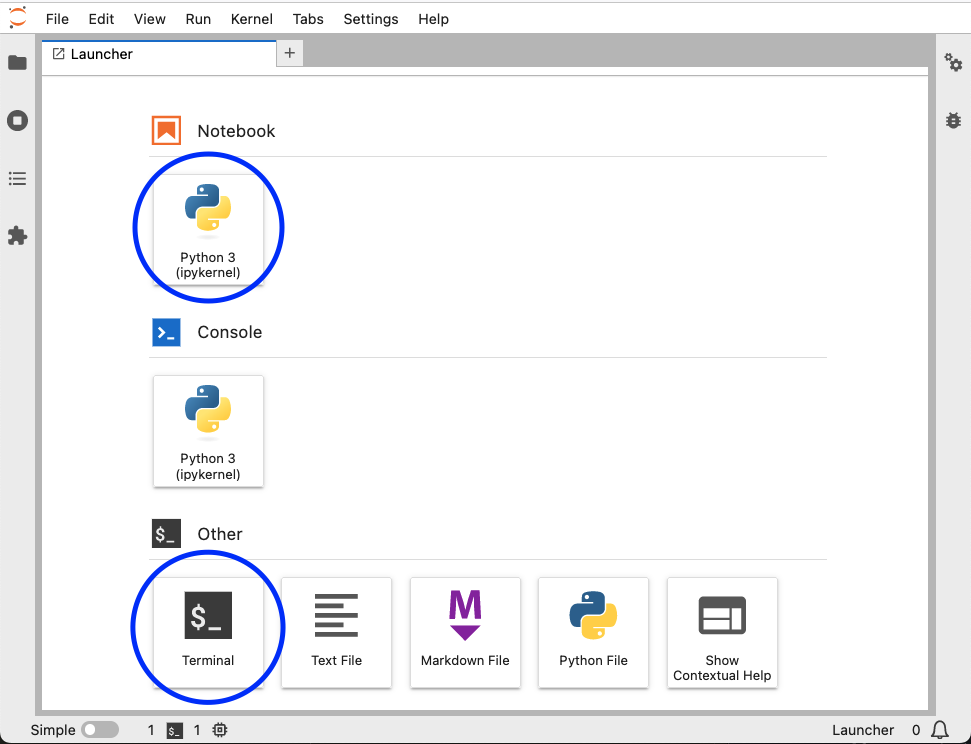 File Edit View Run Kernel Tabs Settings Help
Launcher +
Notebook
Python 3
(ipykernel)
>_ Console
Python 3
(ipykernel)
$_ Other
$_
Terminal
Text File
M
Markdown File
Python File
Show
Contextual Help
Simple 1 $_ 1 Launcher 0